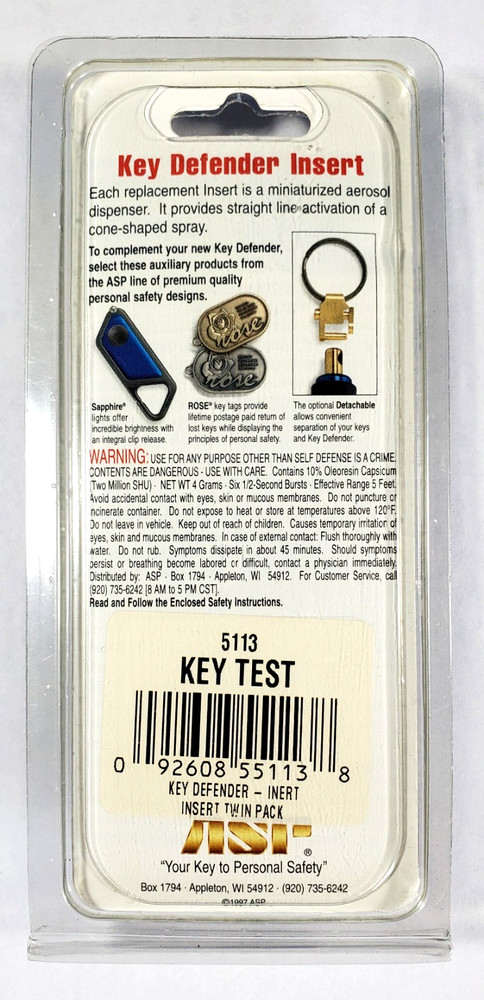 Key Defender Insert
Each replacement Insert is a miniaturized aerosol
dispenser. It provides straight line activation of a
cone-shaped spray.
To complement your new Key Defender,
select these auxiliary products from
the ASP line of premium quality
personal safety designs.
rose
rose
Sapphire®
lights offer
incredible brightness with
an integral clip release.
ROSE® key tags provide
lifetime postage paid return of
lost keys while displaying the
principles of personal safety.
The optional Detachable
allows convenient
separation of your keys
and Key Defender.
WARNING: USE FOR ANY PURPOSE OTHER THAN SELF DEFENSE IS A CRIME.
CONTENTS ARE DANGEROUS - USE WITH CARE. Contains 10% Oleoresin Capsicum
[Two Million SHU] · NET WT 4 Grams · Six 1/2-Second Bursts · Effective Range 5 Feet.
Avoid accidental contact with eyes, skin or mucous membranes. Do not puncture or
incinerate container. Do not expose to heat or store at temperatures above 120°F.
Do not leave in vehicle. Keep out of reach of children. Causes temporary irritation of
eyes, skin and mucous membranes. In case of external contact: Flush thoroughly with
water. Do not rub. Symptoms dissipate in about 45 minutes. Should symptoms
persist or breathing become labored or difficult, contact a physician immediately.
Distributed by: ASP · Box 1794 · Appleton, WI 54912. For Customer Service, call
(920) 735-6242 [8 AM to 5 PM CST].
Read and Follow the Enclosed Safety Instructions.
5113
KEY TEST
0 92608 55113 8
KEY DEFENDER - INERT
INSERT TWIN PACK
ASP®
"Your Key to Personal Safety"
Box 1794 · Appleton, WI 54912 · (920) 735-6242
©1997 ASP